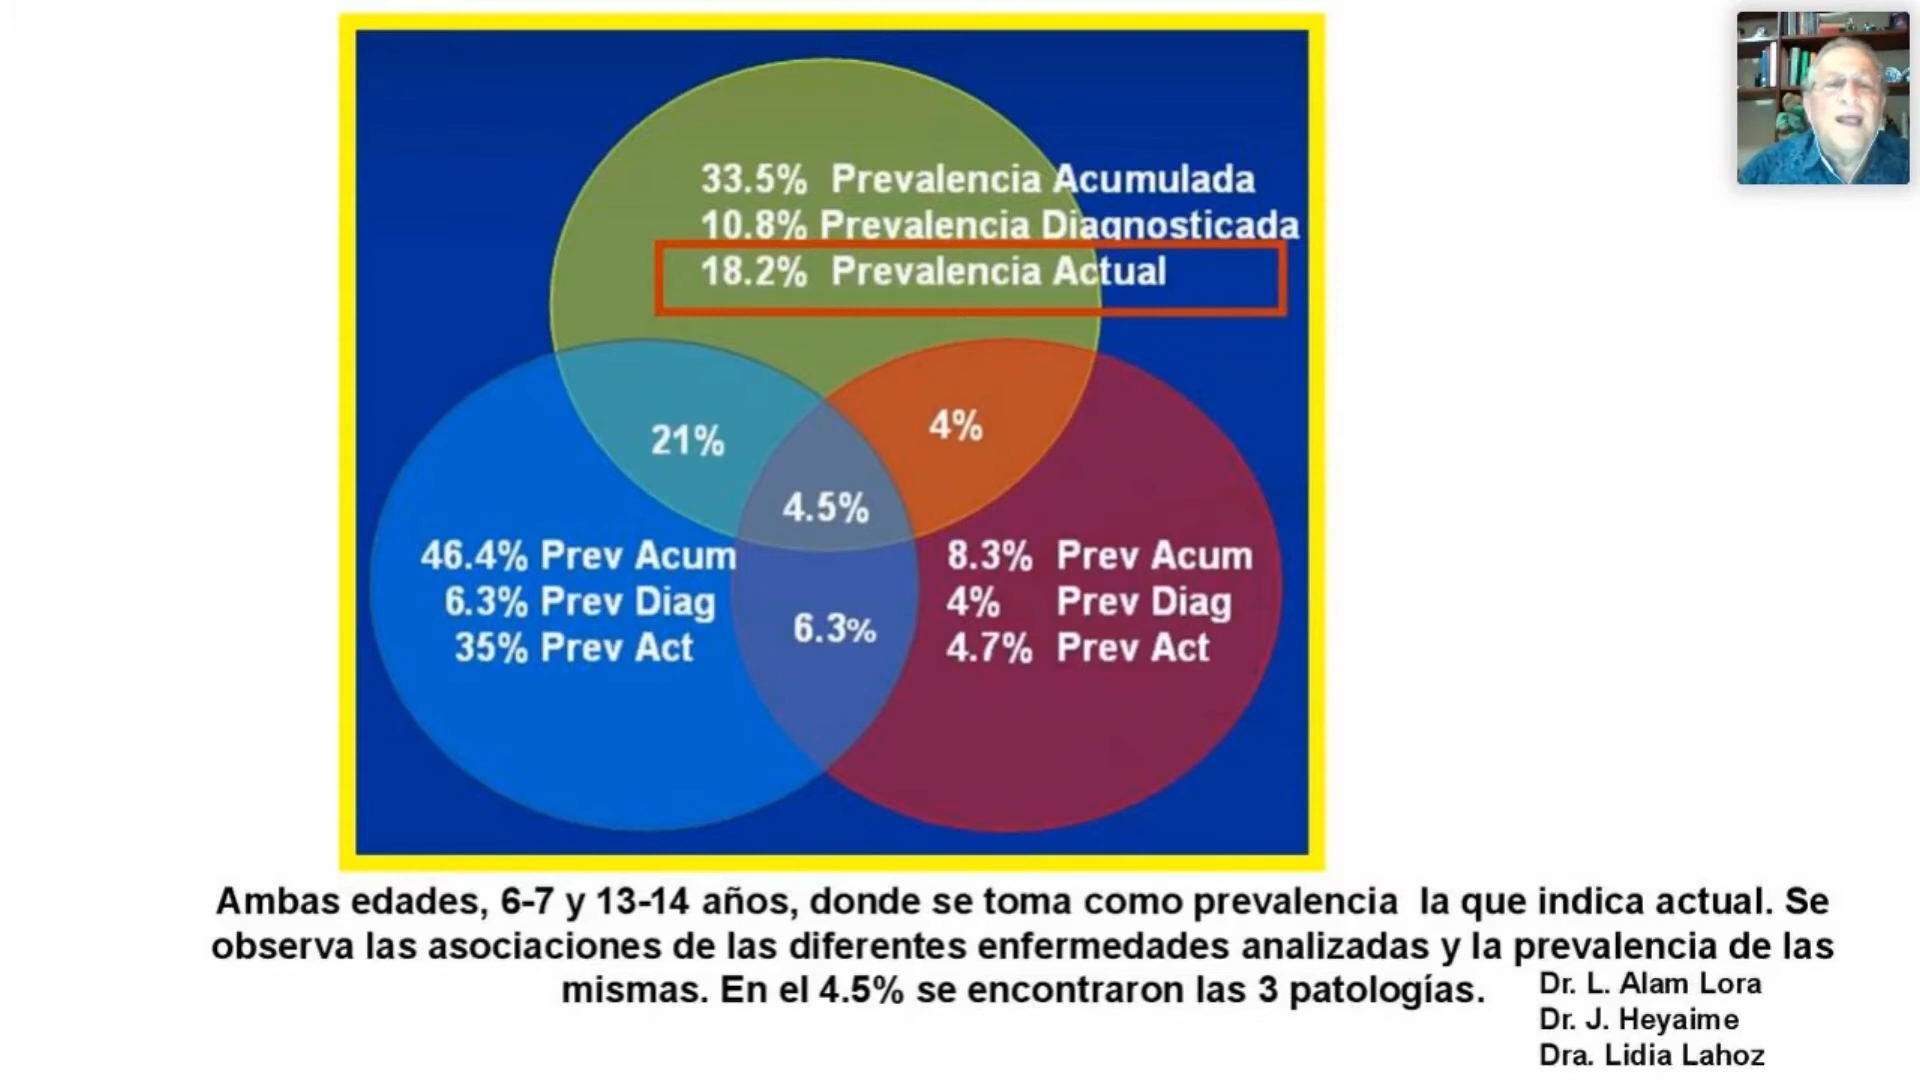 33.5% Prevalencia Acumulada
10.8% Prevalencia Diagnosticada
18.2% Prevalencia Actual
21%
4%
4.5%
46.4% Prev Acum
6.3% Prev Diag
35% Prev Act
6.3%
8.3% Prev Acum
4% Prev Diag
4.7% Prev Act
Ambas edades, 6-7 y 13-14 años, donde se toma como prevalencia la que indica actual. Se
observa las asociaciones de las diferentes enfermedades analizadas y la prevalencia de las
mismas. En el 4.5% se encontraron las 3 patologías.
Dr. L. Alam Lora
Dr. J. Heyaime
Dra. Lidia Lahoz